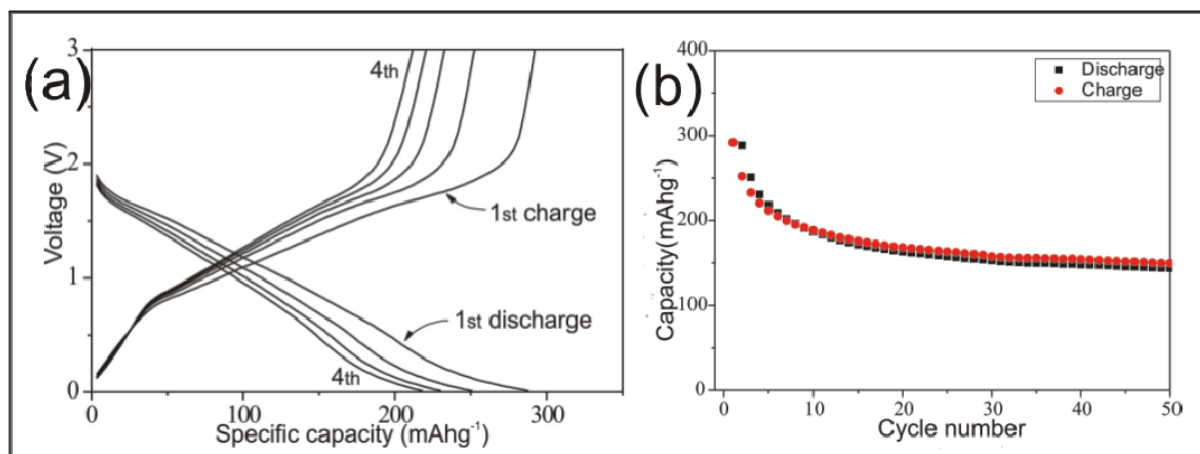 (a)
3
2
1
0
Voltage (V)
4th
1st charge
1st discharge
4th
0 100 200 300
Specific capacity (mAhg⁻¹)
(b)
400
300
200
100
0
Capacity(mAhg⁻¹)
Discharge
Charge
0 10 20 30 40 50
Cycle number